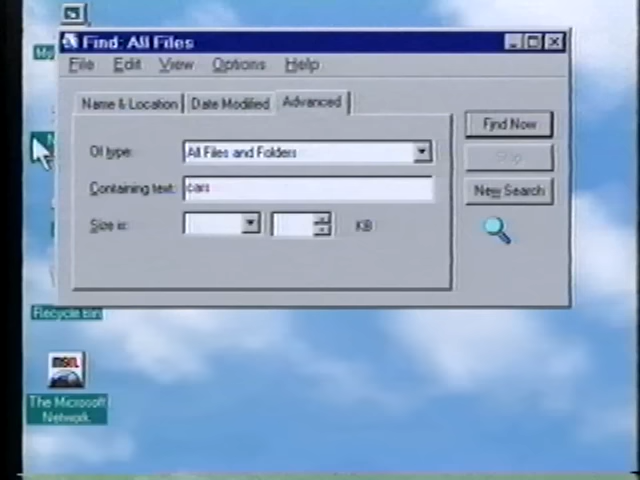 Find: All Files
File Edit View Options Help
Name & Location Date Modified Advanced
Of type: All Files and Folders
Containing text: cars
Size is: KB
Find Now
Stop
New Search
Recycle Bin
msn
The Microsoft
Network